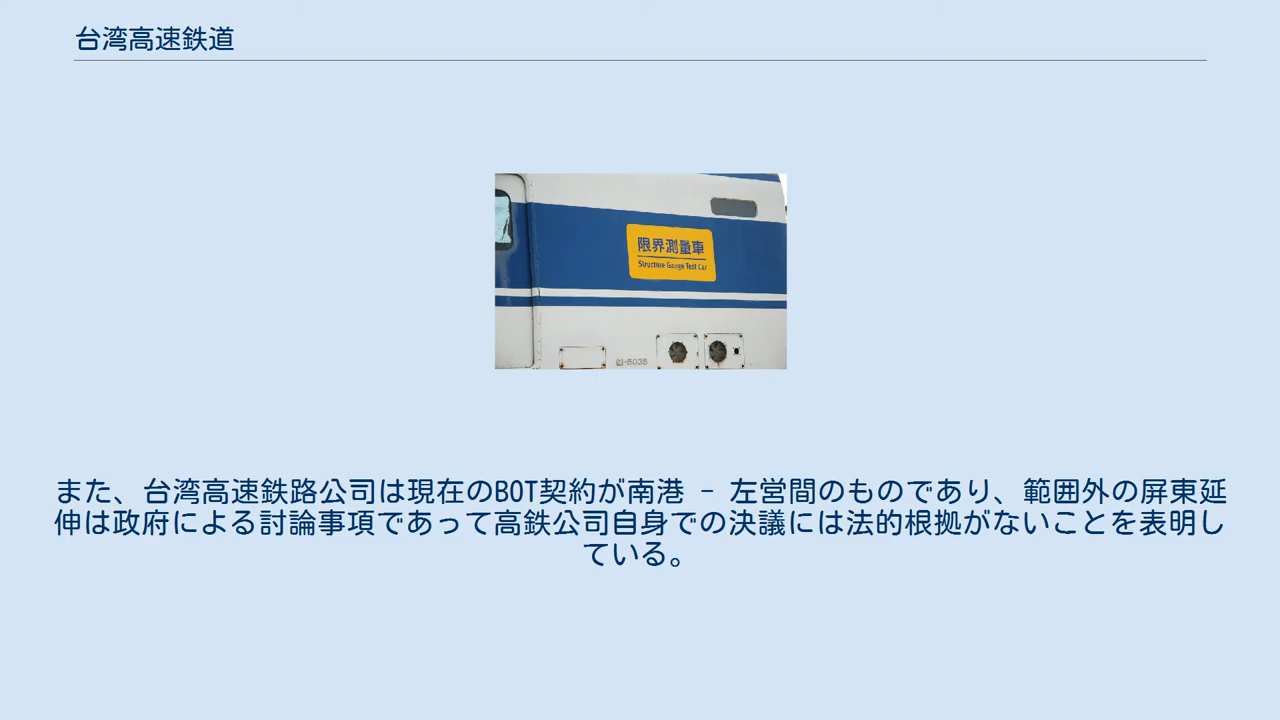 台湾高速鉄道
限界測量車
Structure Gauge Test Car
また、台湾高速鉄路公司は現在のBOT契約が南港 - 左営間のものであり、範囲外の屏東延
伸は政府による討論事項であって高鉄公司自身での決議には法的根拠がないことを表明し
ている。